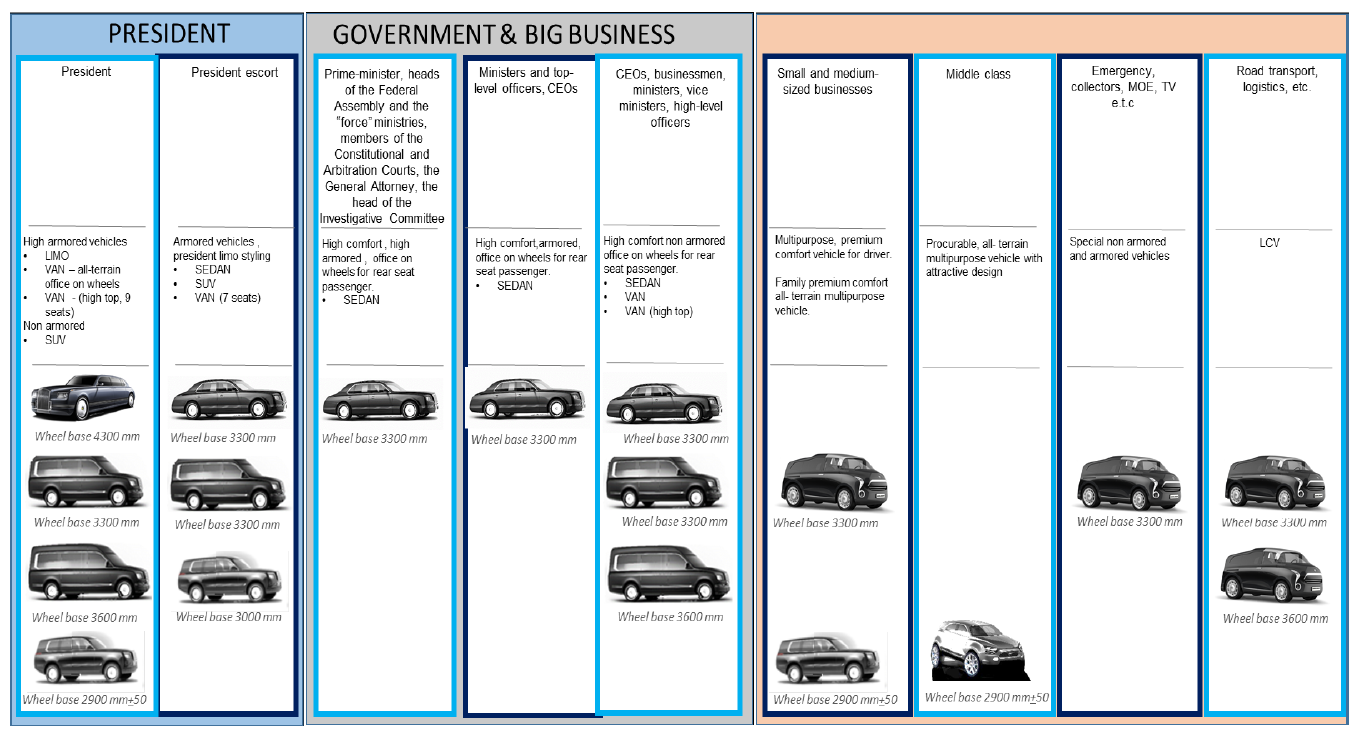 PRESIDENT
President
High armored vehicles
• LIMO
• VAN – all-terrain
office on wheels
• VAN - (high top, 9
seats)
Non armored
• SUV
Wheel base 4300 mm
Wheel base 3300 mm
Wheel base 3600 mm
Wheel base 2900 mm±50
President escort
Armored vehicles ,
president limo styling
• SEDAN
• SUV
• VAN (7 seats)
Wheel base 3300 mm
Wheel base 3300 mm
Wheel base 3000 mm
GOVERNMENT & BIG BUSINESS
Prime-minister, heads
of the Federal
Assembly and the
"force" ministries,
members of the
Constitutional and
Arbitration Courts, the
General Attorney, the
head of the
Investigative Committee
High comfort , high
armored , office on
wheels for rear seat
passenger.
• SEDAN
Wheel base 3300 mm
Ministers and top-
level officers, CEOs
High comfort,armored,
office on wheels for rear
seat passenger.
• SEDAN
Wheel base 3300 mm
CEOs, businessmen,
ministers, vice
ministers, high-level
officers
High comfort non armored
office on wheels for rear
seat passenger.
• SEDAN
• VAN
• VAN (high top)
Wheel base 3300 mm
Wheel base 3300 mm
Wheel base 3600 mm
Small and medium-
sized businesses
Multipurpose, premium
comfort vehicle for driver.
Family premium comfort
all- terrain multipurpose
vehicle.
Wheel base 3300 mm
Wheel base 2900 mm±50
Middle class
Procurable, all- terrain
multipurpose vehicle with
attractive design
Wheel base 2900 mm±50
Emergency,
collectors, MOE, TV
e.t.c
Special non armored
and armored vehicles
Wheel base 3300 mm
Road transport,
logistics, etc.
LCV
Wheel base 3300 mm
Wheel base 3600 mm